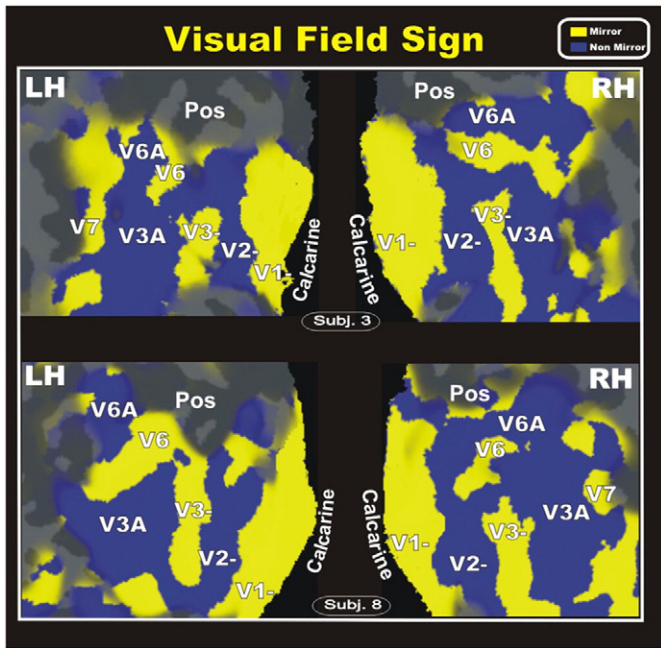 Visual Field Sign
Mirror
Non Mirror
LH
Pos
V6A
V6
V7
V3A
V3-
V2-
V1-
Calcarine
Pos
RH
V6A
V6
V3-
V1-
V2-
V3A
Calcarine
Subj. 3
LH
V6A
Pos
V6
V3A
V3-
V2-
V1-
Calcarine
RH
Pos
V6A
V6
V7
V3A
V3-
V1-
V2-
Calcarine
Subj. 8